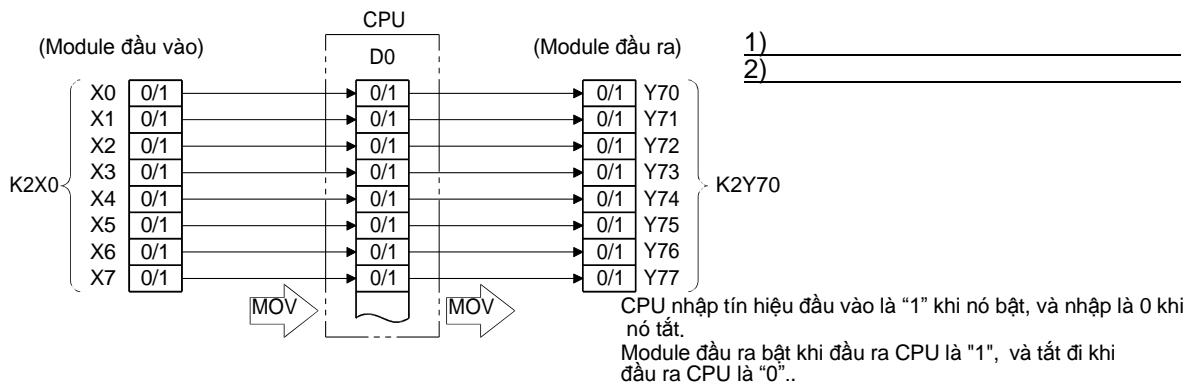 CPU
(Module đầu vào)
D0
(Module đầu ra)
1)
2)
X0 0/1 0/1 0/1 Y70
X1 0/1 0/1 0/1 Y71
X2 0/1 0/1 0/1 Y72
X3 0/1 0/1 0/1 Y73
K2X0
K2Y70
X4 0/1 0/1 0/1 Y74
X5 0/1 0/1 0/1 Y75
X6 0/1 0/1 0/1 Y76
X7 0/1 0/1 0/1 Y77
MOV
MOV
CPU nhập tín hiệu đầu vào là “1” khi nó bật, và nhập là 0 khi
nó tắt.
Module đầu ra bật khi đầu ra CPU là "1", và tắt đi khi
đầu ra CPU là “0”..